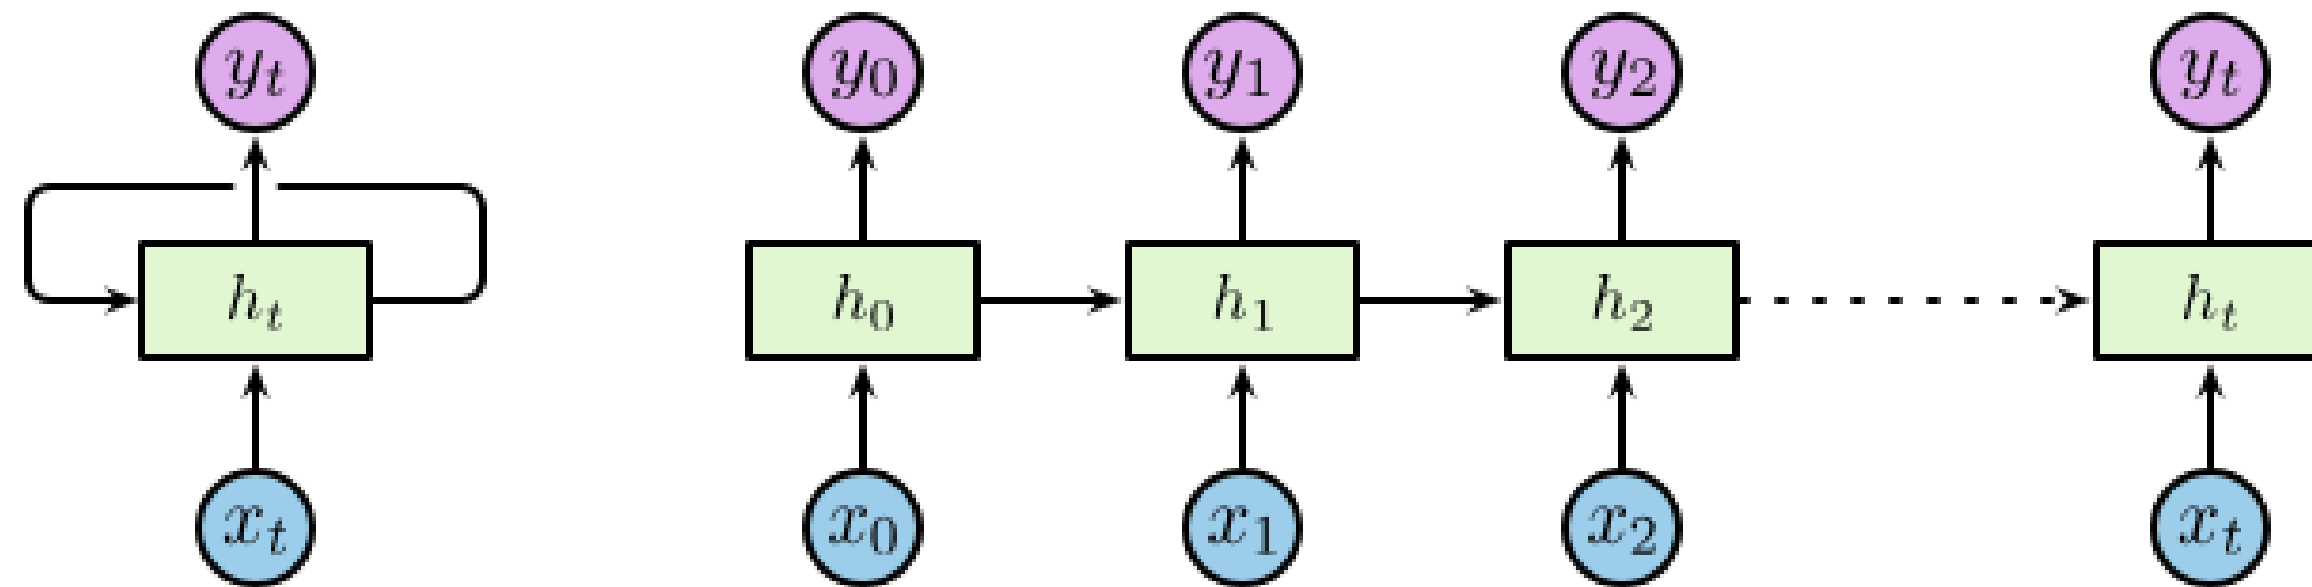 y_t y_0 y_1 y_2 y_t
h_t h_0 h_1 h_2 h_t
x_t x_0 x_1 x_2 x_t